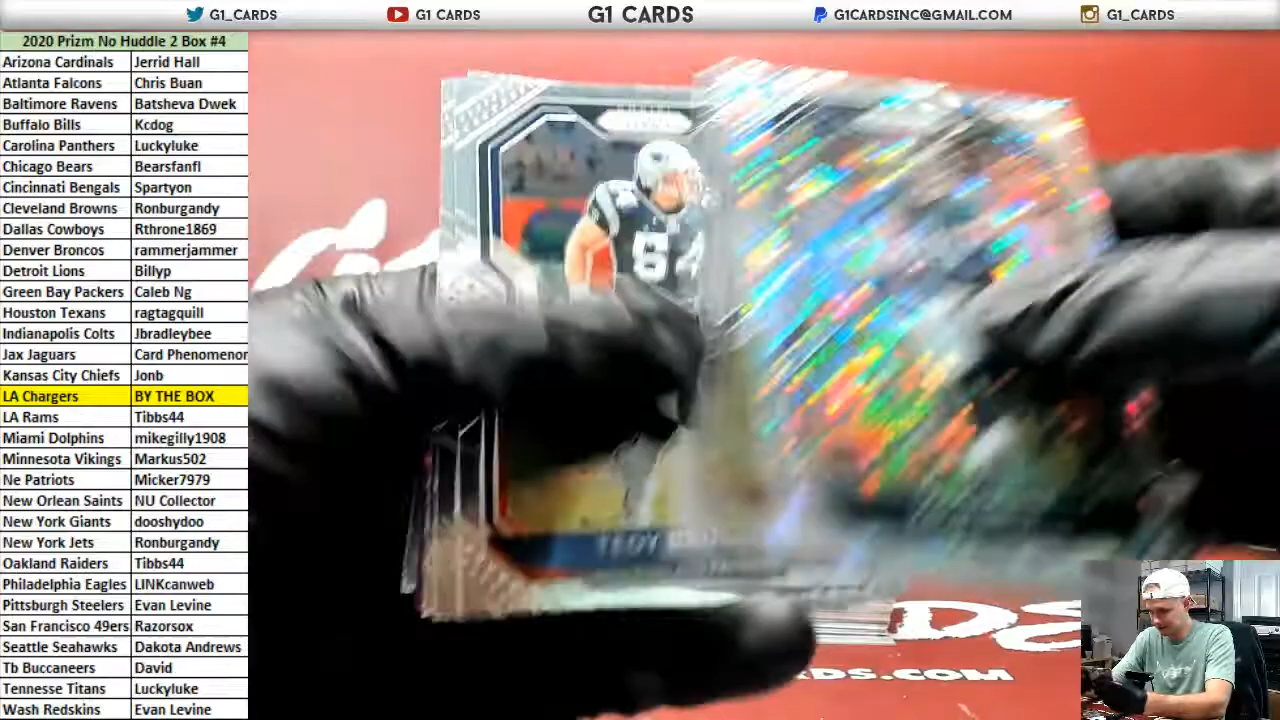 G1_CARDS
G1 CARDS
G1 CARDS
G1CARDSINC@GMAIL.COM
G1_CARDS
2020 Prizm No Huddle 2 Box #4
Arizona Cardinals Jerrid Hall
Atlanta Falcons Chris Buan
Baltimore Ravens Batsheva Dwek
Buffalo Bills Kcdog
Carolina Panthers Luckyluke
Chicago Bears Bearsfanfl
Cincinnati Bengals Spartyon
Cleveland Browns Ronburgandy
Dallas Cowboys Rthrone1869
Denver Broncos rammerjammer
Detroit Lions Billyp
Green Bay Packers Caleb Ng
Houston Texans ragtagquill
Indianapolis Colts Jbradleybee
Jax Jaguars Card Phenomenon
Kansas City Chiefs Jonb
LA Chargers BY THE BOX
LA Rams Tibbs44
Miami Dolphins mikegilly1908
Minnesota Vikings Markus502
Ne Patriots Micker7979
New Orlean Saints NU Collector
New York Giants dooshydoo
New York Jets Ronburgandy
Oakland Raiders Tibbs44
Philadelphia Eagles LINKcanweb
Pittsburgh Steelers Evan Levine
San Francisco 49ers Razorsox
Seattle Seahawks Dakota Andrews
Tb Buccaneers David
Tennesse Titans Luckyluke
Wash Redskins Evan Levine
54
TEDY
DS
RDS.COM